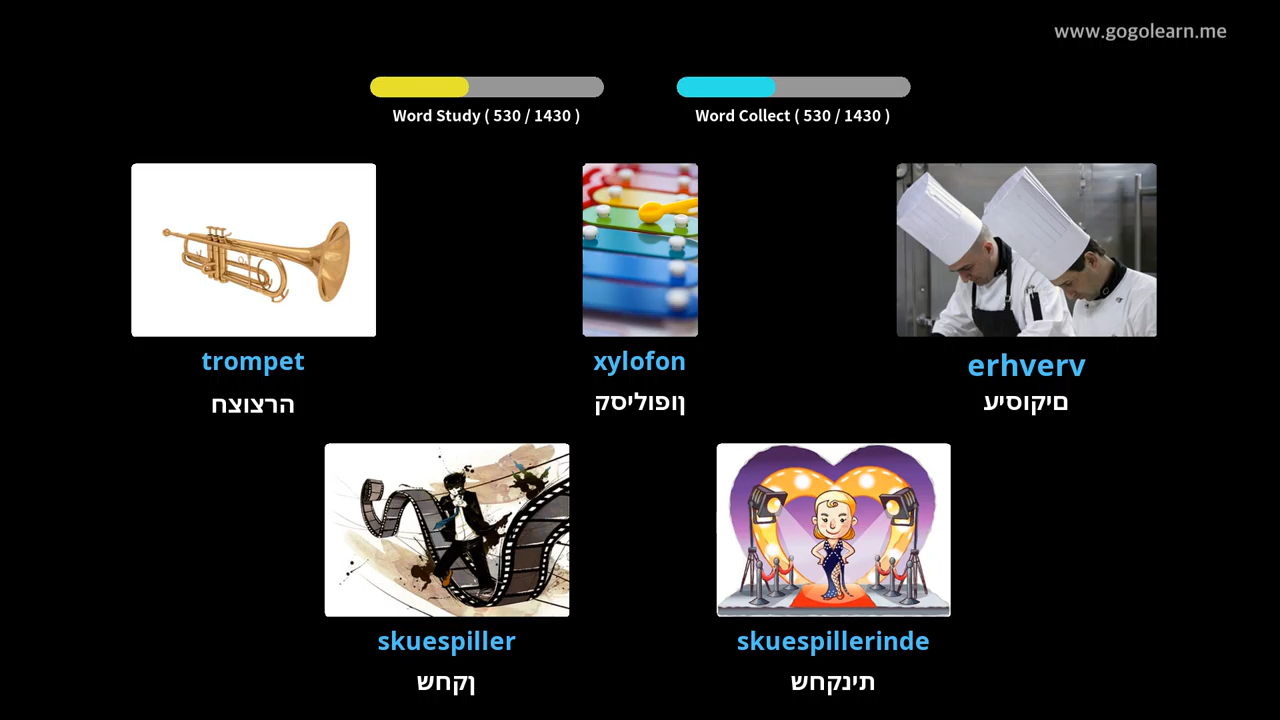 www.gogolearn.me
Word Study ( 530 / 1430 )
Word Collect ( 530 / 1430 )
trompet
הרצוצח
xylofon
ןופוליסק
erhverv
םיקוסיע
skuespiller
ןקחש
skuespillerinde
תינקחש